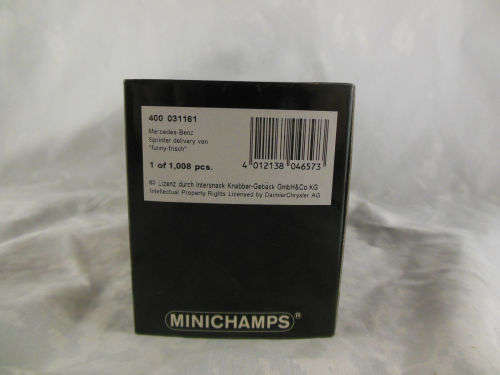 400 031161
Mercedes-Benz
Sprinter delivery van
"funny-frisch"
1 of 1,008 pcs.
4 012138 046573
© Lizenz durch Intersnack Knabber-Geback GmbH&Co KG
Intellectual Property Rights Licensed by DaimlerChrysler AG
MINICHAMPS®